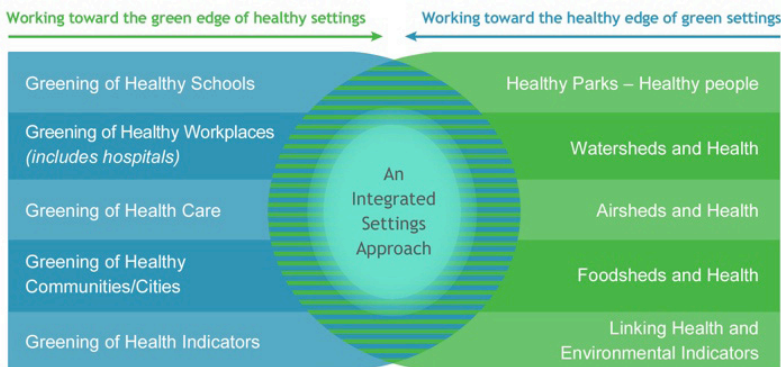 Working toward the green edge of healthy settings
Working toward the healthy edge of green settings
Greening of Healthy Schools
Greening of Healthy Workplaces
(includes hospitals)
Greening of Health Care
Greening of Healthy
Communities/Cities
Greening of Health Indicators
An
Integrated
Settings
Approach
Healthy Parks – Healthy people
Watersheds and Health
Airsheds and Health
Foodsheds and Health
Linking Health and
Environmental Indicators